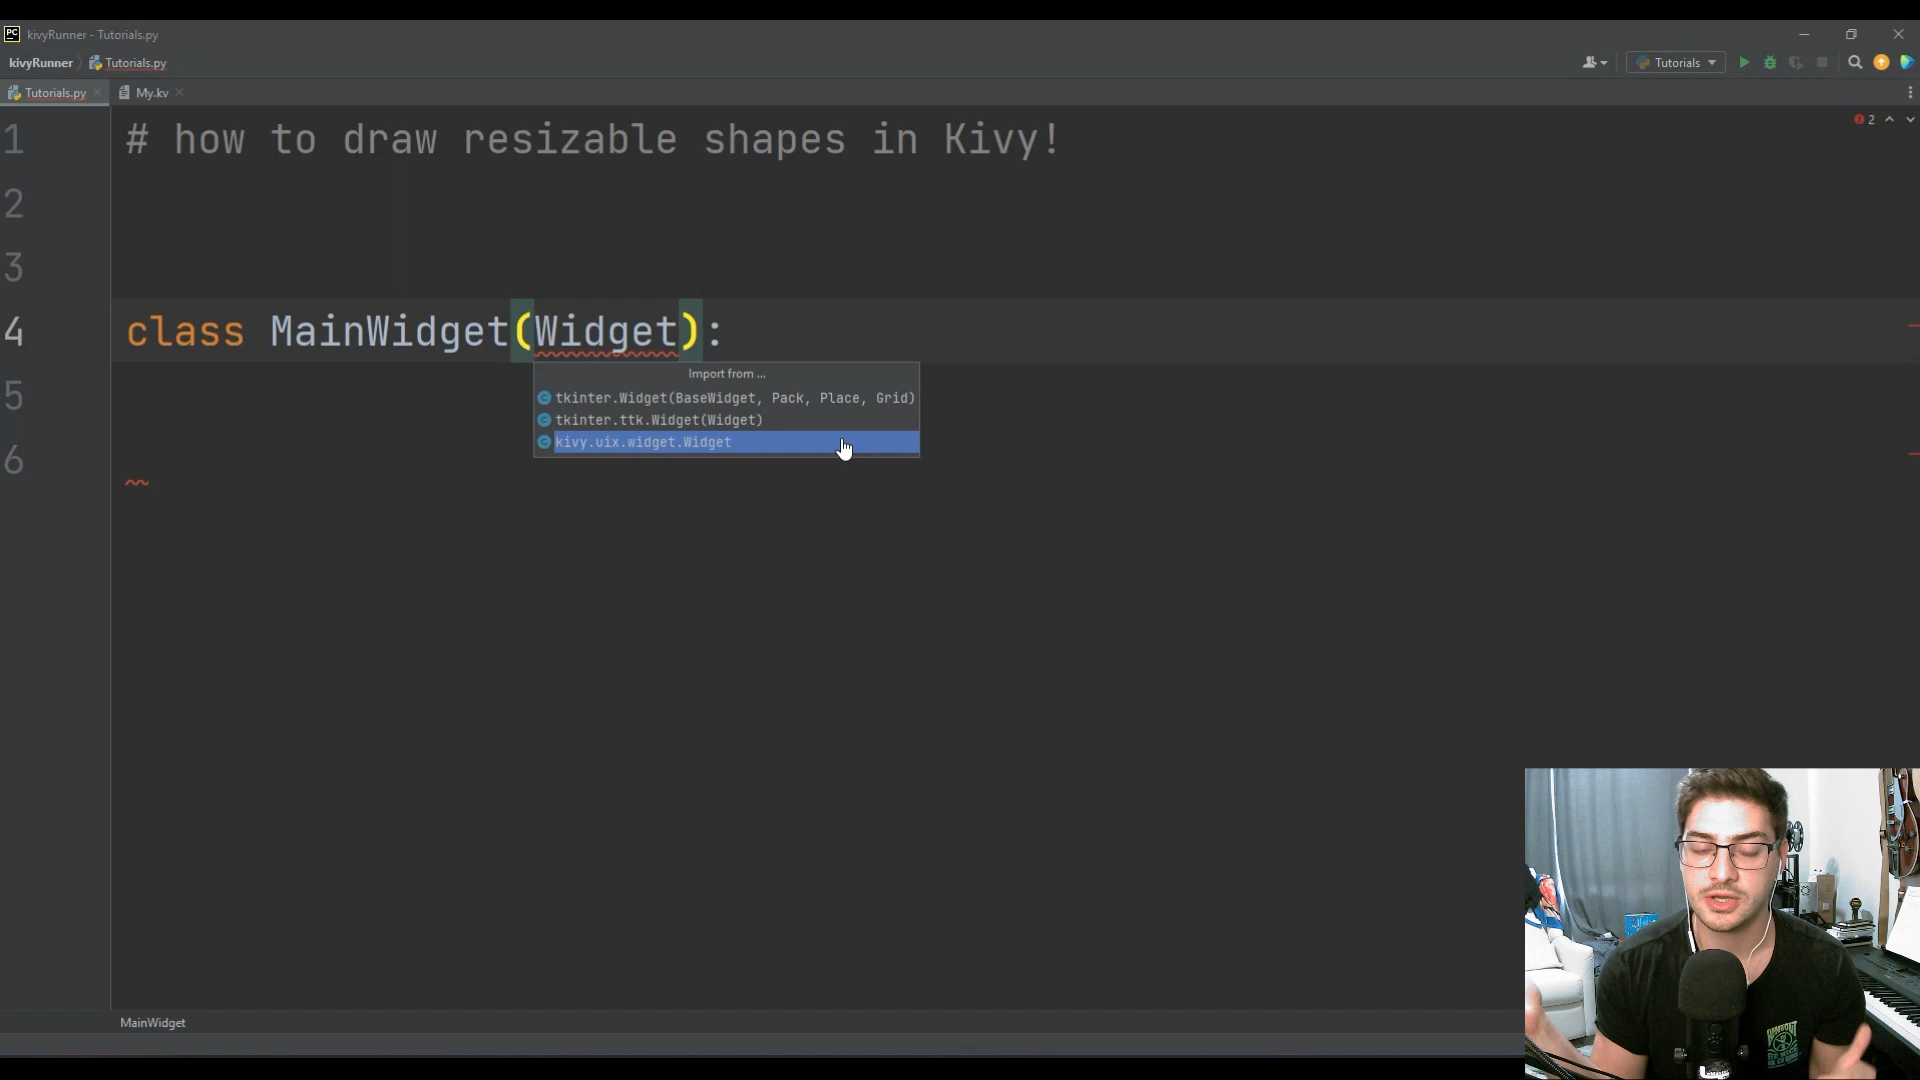 PC kivyRunner - Tutorials.py
kivyRunner Tutorials.py
Tutorials
Tutorials.py My.kv
2
1 # how to draw resizable shapes in Kivy!
2
3
4 class MainWidget(Widget):
Import from ...
tkinter.Widget(BaseWidget, Pack, Place, Grid)
tkinter.ttk.Widget(Widget)
kivy.uix.widget.Widget
5
6
MainWidget